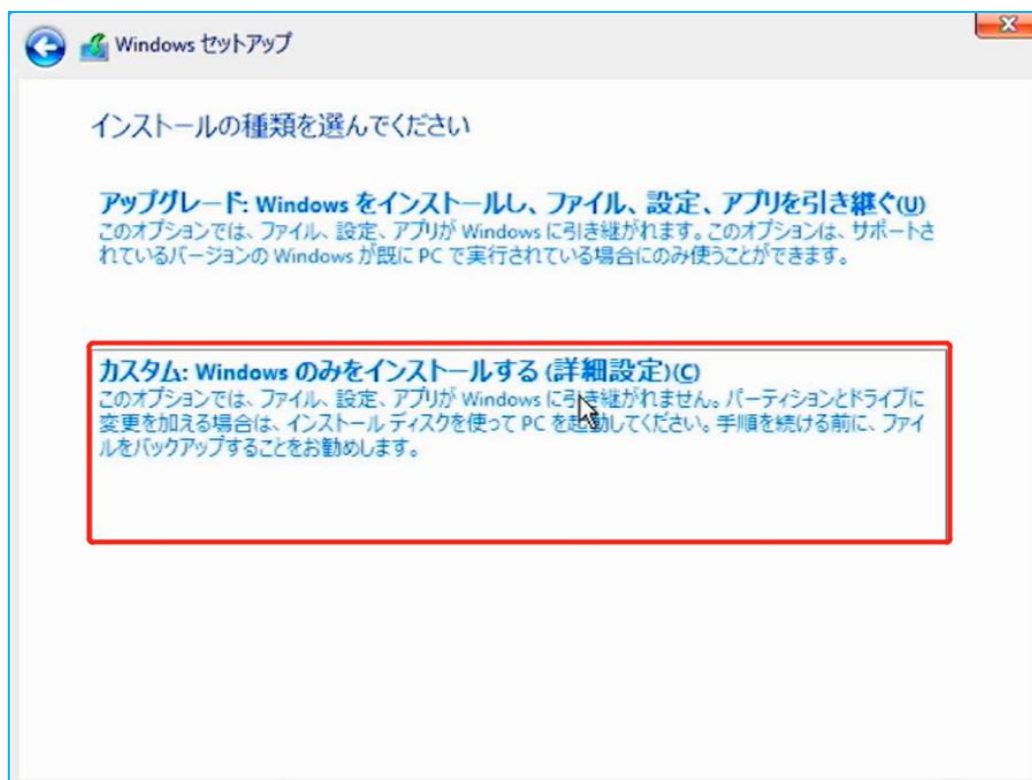 Windows セットアップ
インストールの種類を選んでください
アップグレード: Windows をインストールし、ファイル、設定、アプリを引き継ぐ(U)
このオプションでは、ファイル、設定、アプリが Windows に引き継がれます。このオプションは、サポートさ
れているバージョンの Windows が既に PC で実行されている場合にのみ使うことができます。
カスタム: Windows のみをインストールする (詳細設定)(C)
このオプションでは、ファイル、設定、アプリが Windows に引き継がれません。パーティションとドライブに
変更を加える場合は、インストール ディスクを使って PC を起動してください。手順を続ける前に、ファイ
ルをバックアップすることをお勧めします。